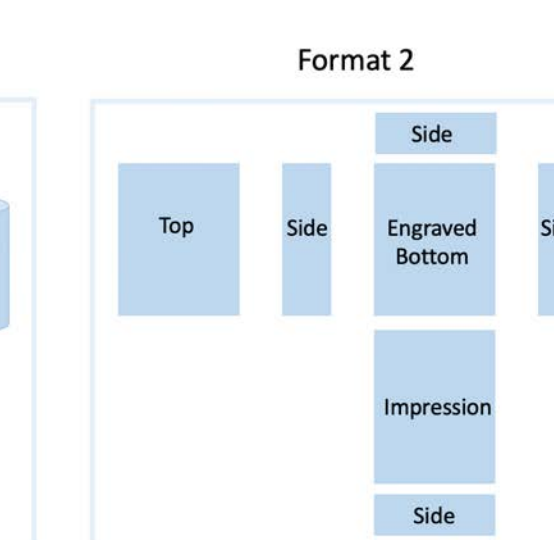 Format 2
Side
Top
Side
Engraved
Bottom
Impression
Side